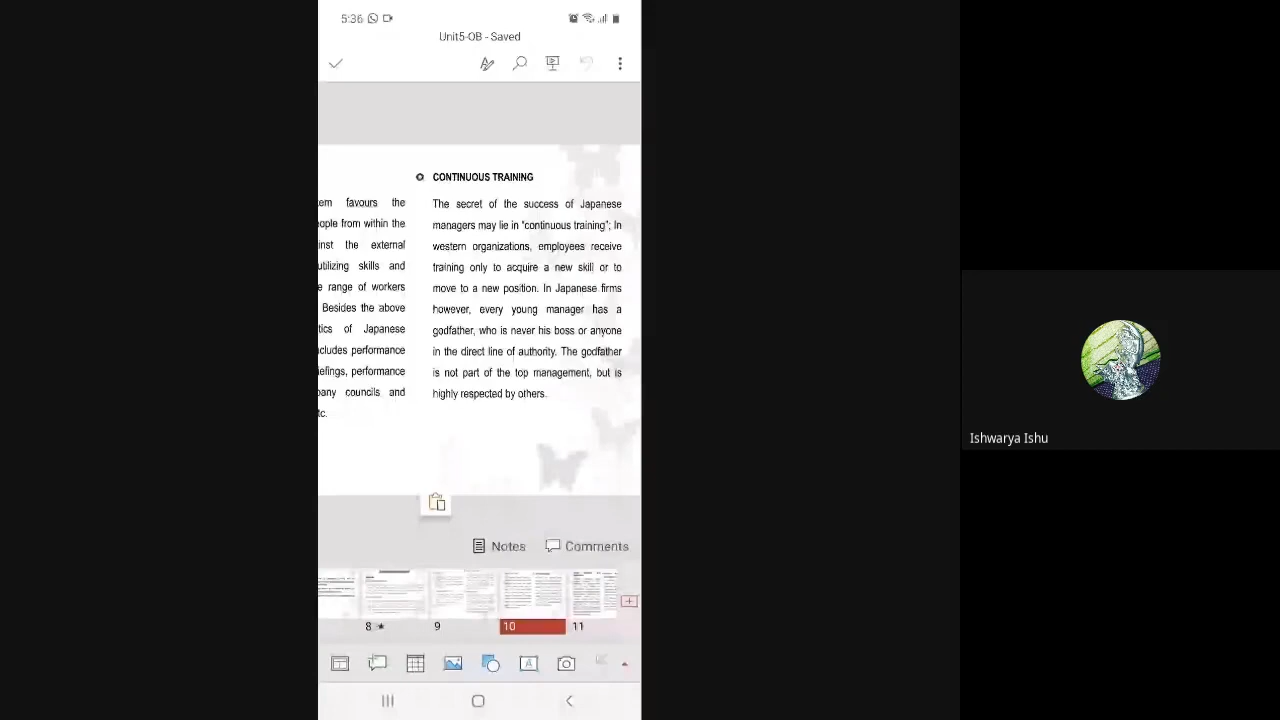 5:36
Unit5-OB - Saved
em favours the
ople from within the
inst the external
utilizing skills and
e range of workers
Besides the above
tics of Japanese
ncludes performance
iefings, performance
pany councils and
tc.
CONTINUOUS TRAINING
The secret of the success of Japanese
managers may lie in "continuous training"; In
western organizations, employees receive
training only to acquire a new skill or to
move to a new position. In Japanese firms
however, every young manager has a
godfather, who is never his boss or anyone
in the direct line of authority. The godfather
is not part of the top management, but is
highly respected by others.
Notes Comments
8 9 10 11
Ishwarya Ishu